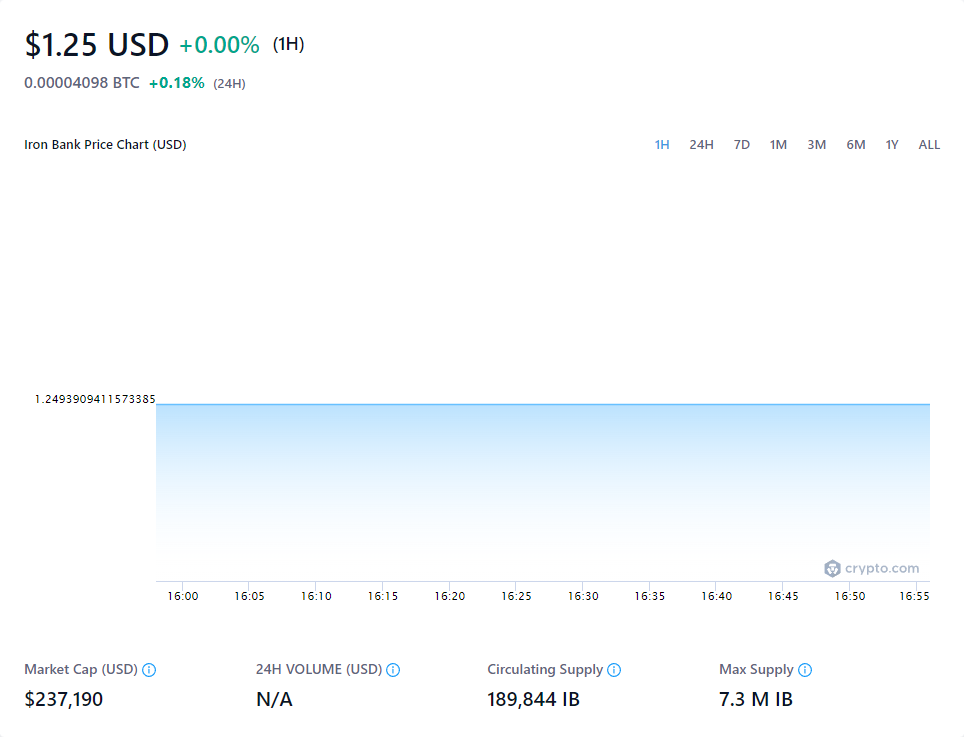 $1.25 USD +0.00% (1H)
0.00004098 BTC +0.18% (24H)
Iron Bank Price Chart (USD) 1H 24H 7D 1M 3M 6M 1Y ALL
1.2493909411573385
crypto.com
16:00 16:05 16:10 16:15 16:20 16:25 16:30 16:35 16:40 16:45 16:50 16:55
Market Cap (USD) 24H VOLUME (USD) Circulating Supply Max Supply
$237,190 N/A 189,844 IB 7.3 M IB